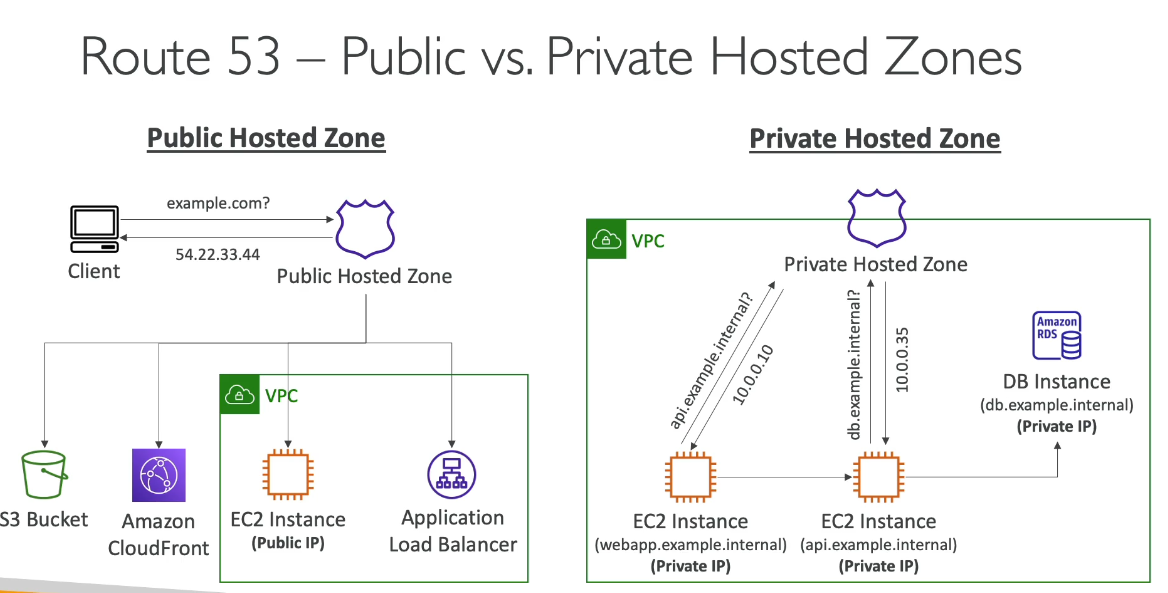 Route 53 – Public vs. Private Hosted Zones
Public Hosted Zone
example.com?
54.22.33.44
Client
Public Hosted Zone
VPC
S3 Bucket
Amazon
CloudFront
EC2 Instance
(Public IP)
Application
Load Balancer
Private Hosted Zone
VPC
Private Hosted Zone
api.example.internal?
10.0.0.10
db.example.internal?
10.0.0.35
Amazon
RDS
DB Instance
(db.example.internal)
(Private IP)
EC2 Instance
(webapp.example.internal)
(Private IP)
EC2 Instance
(api.example.internal)
(Private IP)